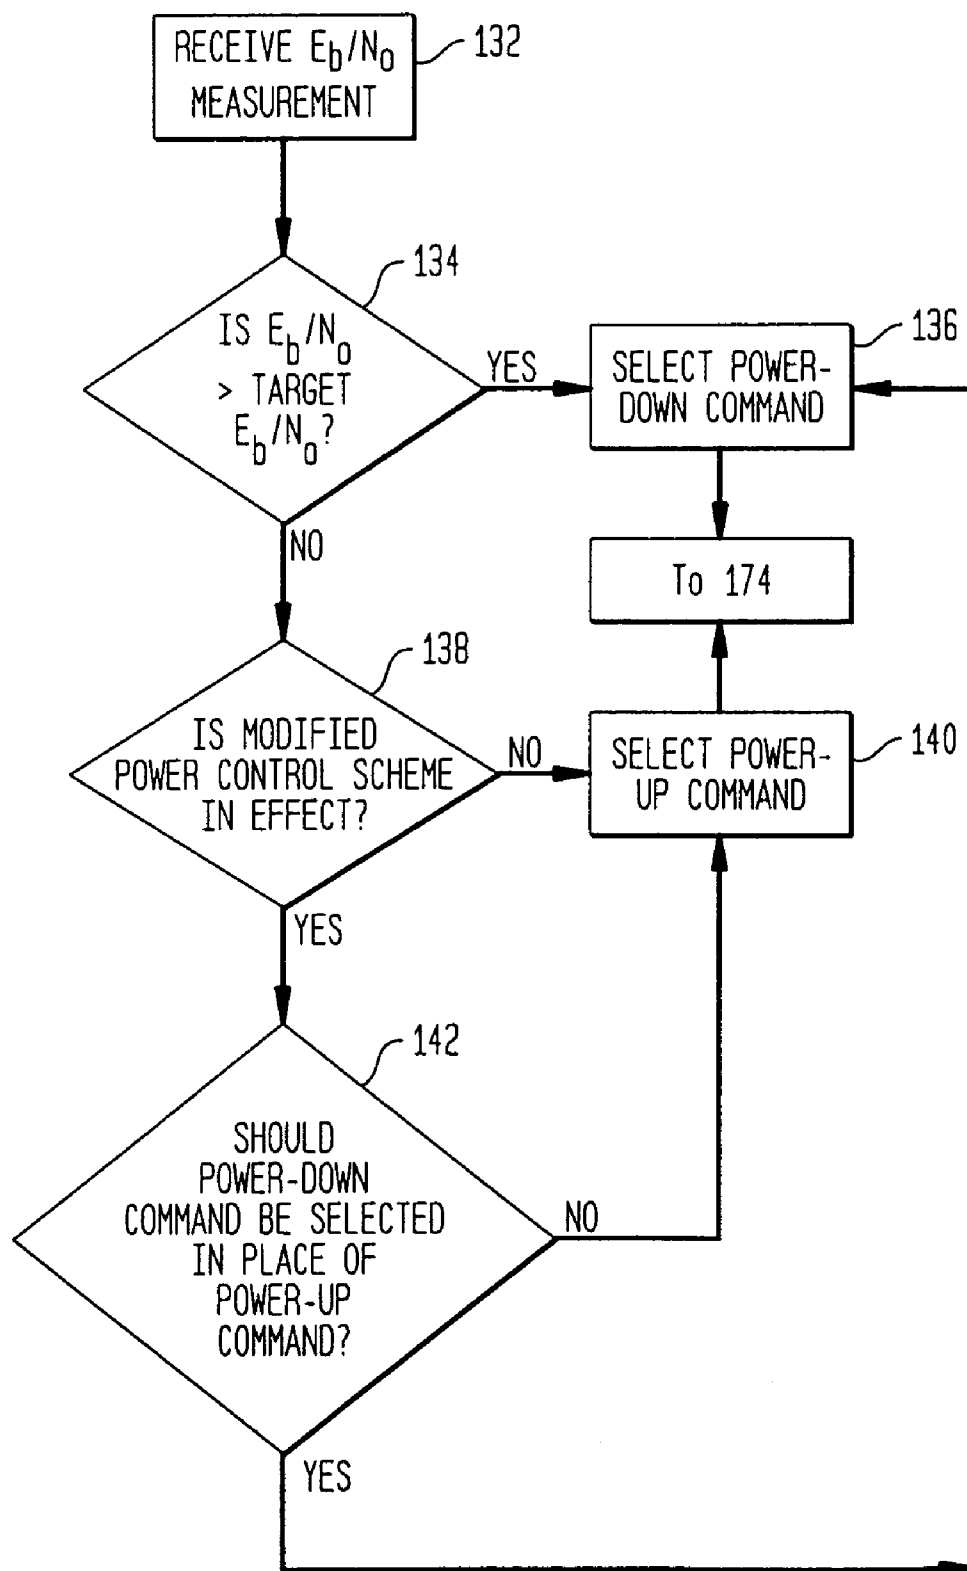 RECEIVE Eb/No
MEASUREMENT
132
134
IS Eb/No
> TARGET
Eb/No?
YES
SELECT POWER-
DOWN COMMAND
136
NO
To 174
138
IS MODIFIED
POWER CONTROL SCHEME
IN EFFECT?
NO
SELECT POWER-
UP COMMAND
140
YES
142
SHOULD
POWER-DOWN
COMMAND BE SELECTED
IN PLACE OF
POWER-UP
COMMAND?
NO
YES